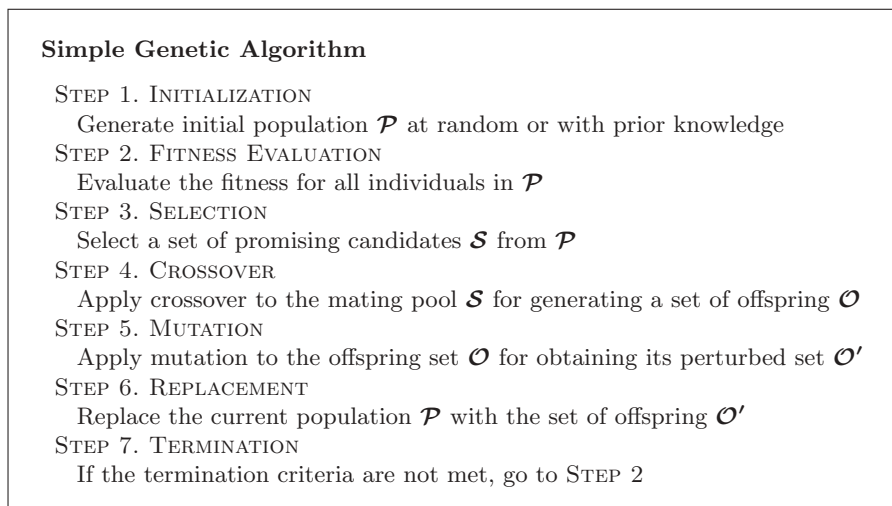 Simple Genetic Algorithm
STEP 1. INITIALIZATION
Generate initial population 𝓟 at random or with prior knowledge
STEP 2. FITNESS EVALUATION
Evaluate the fitness for all individuals in 𝓟
STEP 3. SELECTION
Select a set of promising candidates 𝓢 from 𝓟
STEP 4. CROSSOVER
Apply crossover to the mating pool 𝓢 for generating a set of offspring 𝓞
STEP 5. MUTATION
Apply mutation to the offspring set 𝓞 for obtaining its perturbed set 𝓞′
STEP 6. REPLACEMENT
Replace the current population 𝓟 with the set of offspring 𝓞′
STEP 7. TERMINATION
If the termination criteria are not met, go to STEP 2